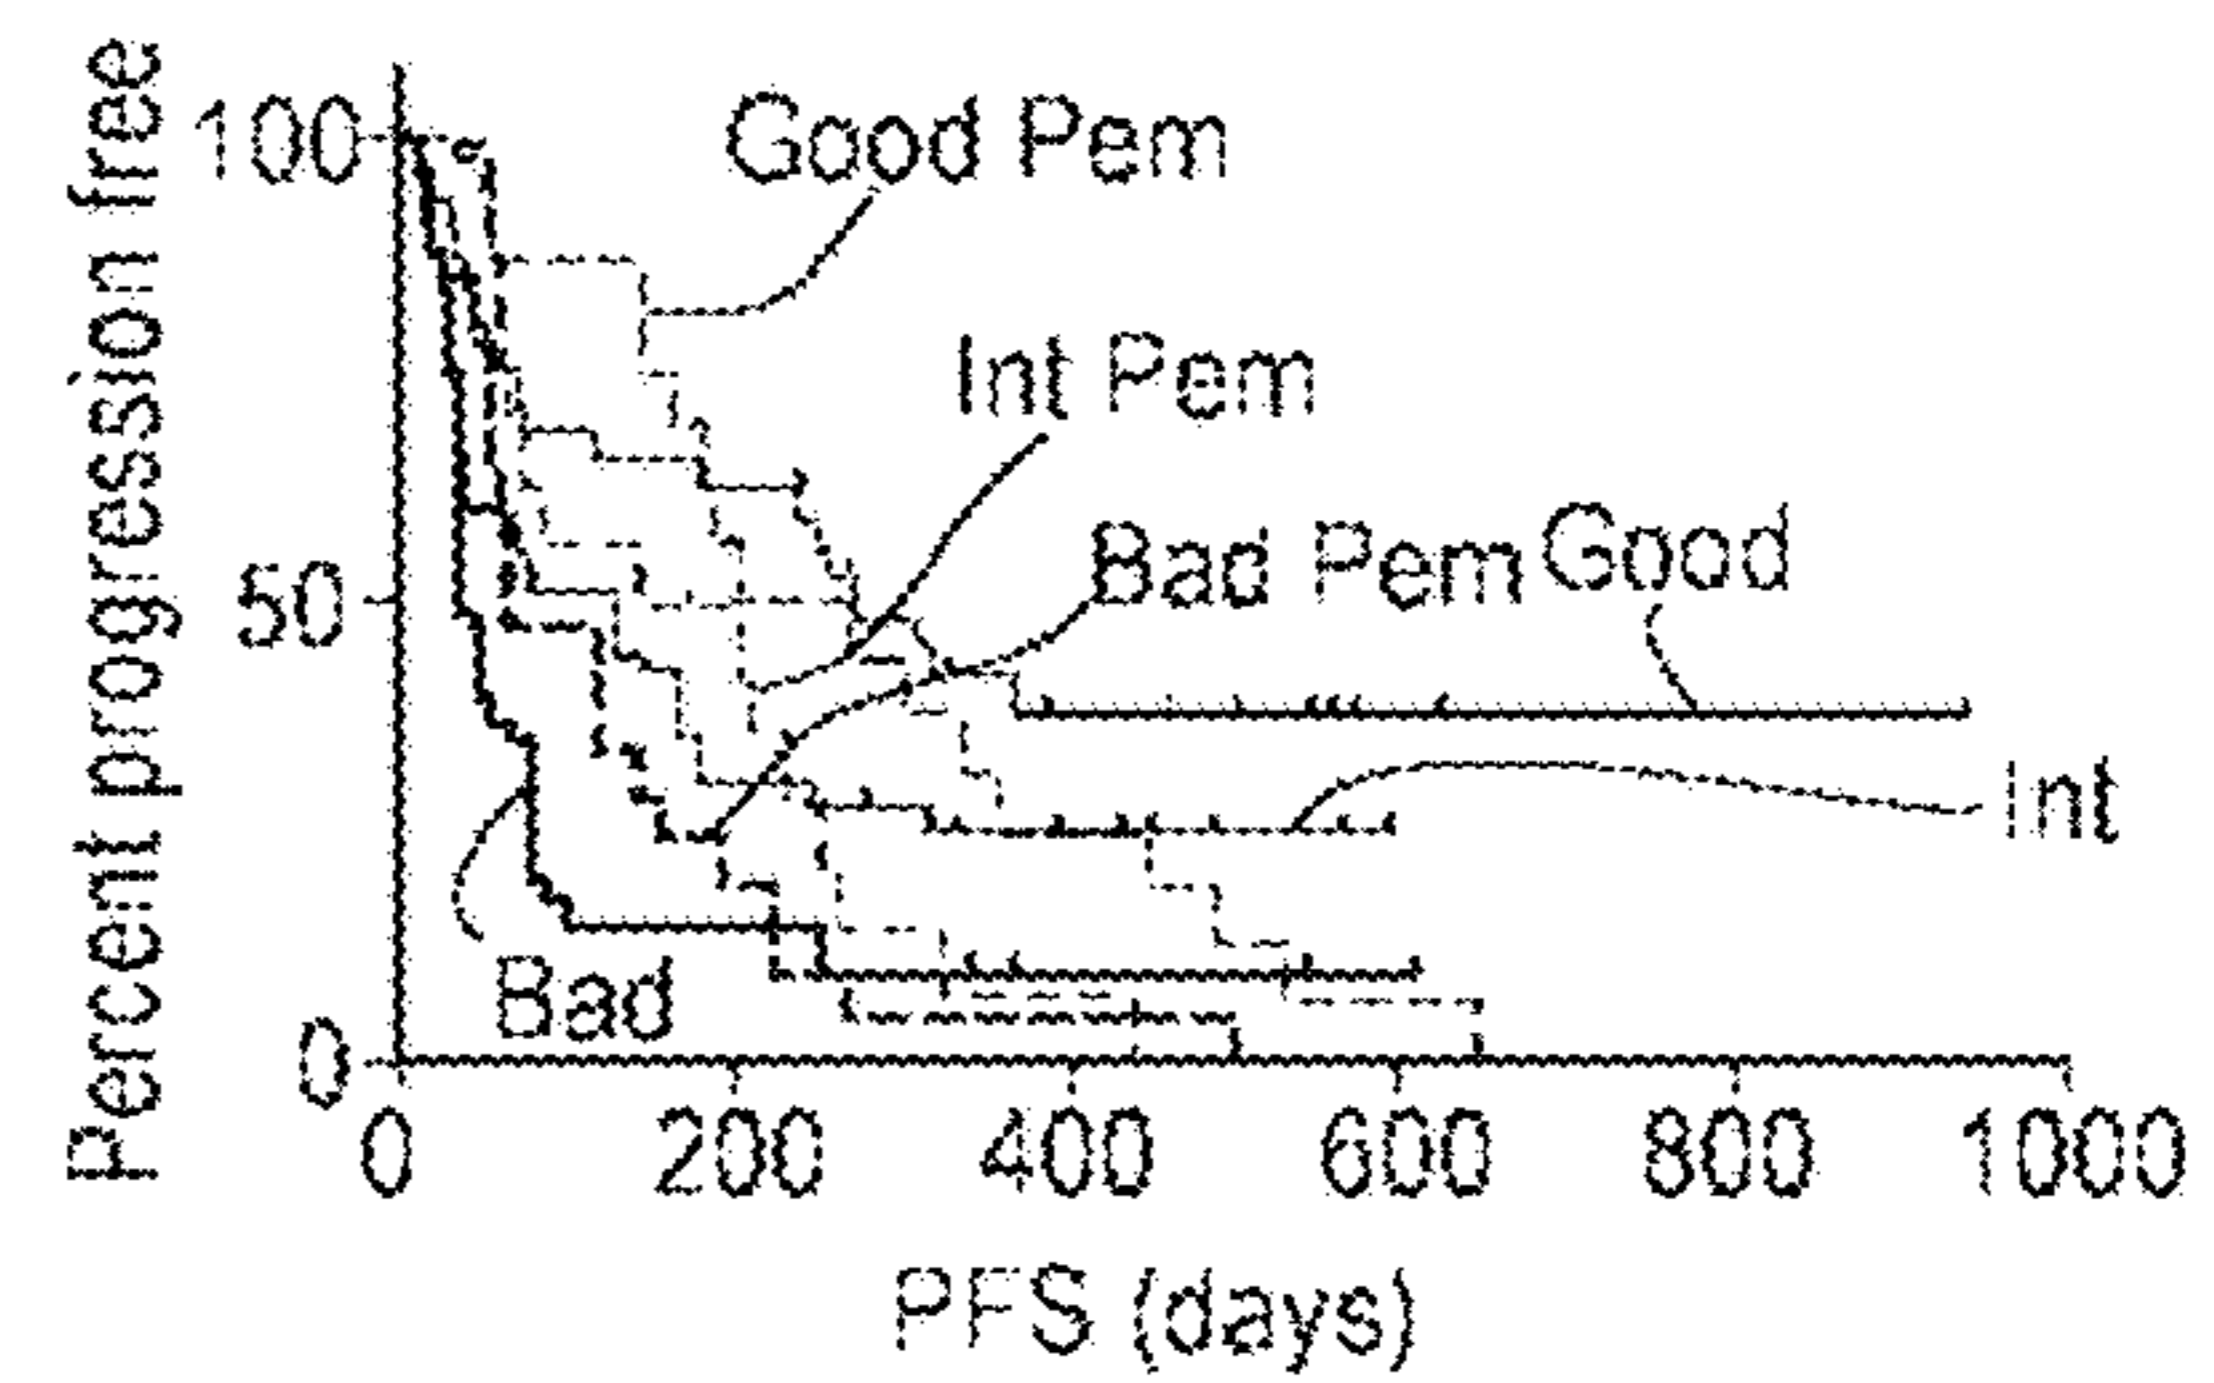 Percent progression free
100
50
0
Good Pem
Int Pem
Bad Pem
Good
Int
Bad
0 200 400 600 800 1000
PFS (days)